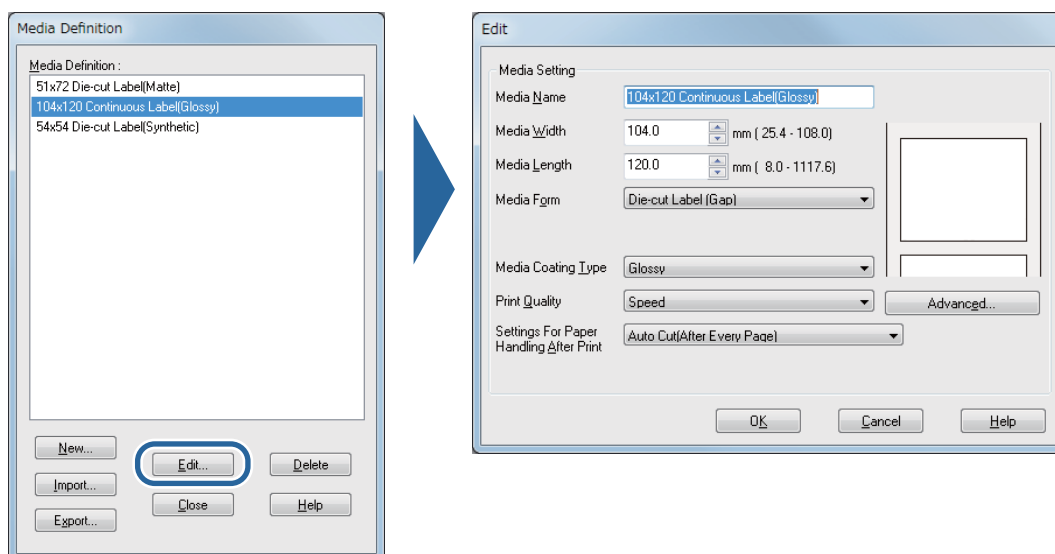 Media Definition
Media Definition :
51x72 Die-cut Label(Matte)
104x120 Continuous Label(Glossy)
54x54 Die-cut Label(Synthetic)
New...
Edit...
Delete
Import...
Close
Help
Export...
Edit
Media Setting
Media Name 104x120 Continuous Label(Glossy)
Media Width 104.0 mm ( 25.4 - 108.0)
Media Length 120.0 mm ( 8.0 - 1117.6)
Media Form Die-cut Label (Gap)
Media Coating Type Glossy
Print Quality Speed Advanced...
Settings For Paper
Handling After Print Auto Cut(After Every Page)
OK Cancel Help